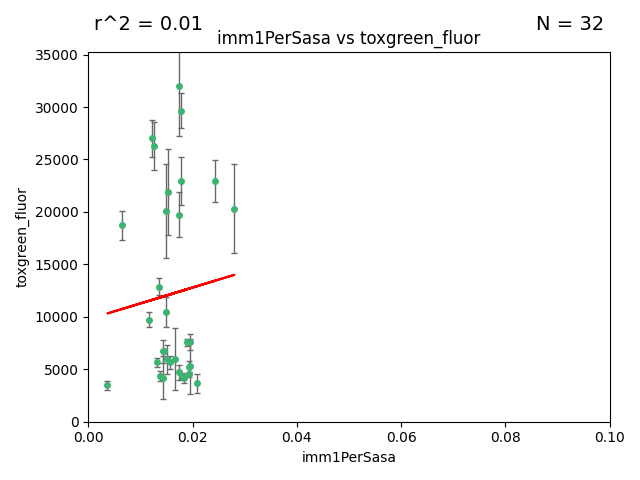 r^2 = 0.01
N = 32
imm1PerSasa vs toxgreen_fluor
35000
30000
25000
20000
15000
10000
5000
0
toxgreen_fluor
0.00
0.02
0.04
0.06
0.08
0.10
imm1PerSasa